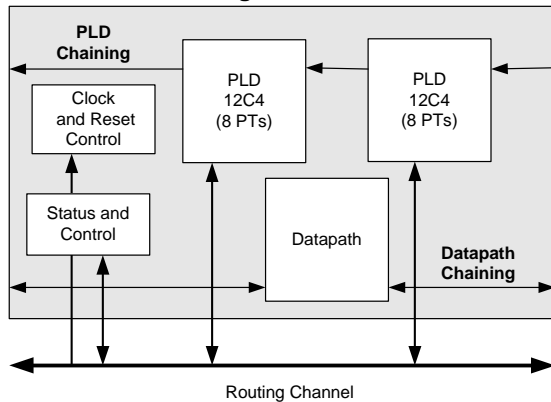 PLD
Chaining
PLD
12C4
(8 PTs)
PLD
12C4
(8 PTs)
Clock
and Reset
Control
Status and
Control
Datapath
Datapath
Chaining
Routing Channel